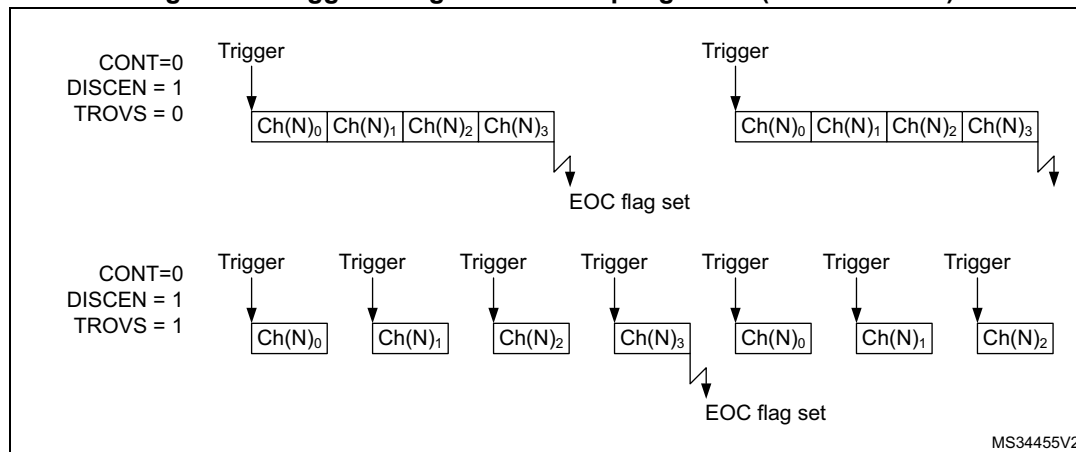 Trigger Trigger
CONT=0
DISCEN = 1
TROVS = 0
Ch(N)₀ Ch(N)₁ Ch(N)₂ Ch(N)₃ Ch(N)₀ Ch(N)₁ Ch(N)₂ Ch(N)₃
EOC flag set
Trigger Trigger Trigger Trigger Trigger Trigger Trigger
CONT=0
DISCEN = 1
TROVS = 1
Ch(N)₀ Ch(N)₁ Ch(N)₂ Ch(N)₃ Ch(N)₀ Ch(N)₁ Ch(N)₂
EOC flag set
MS34455V2